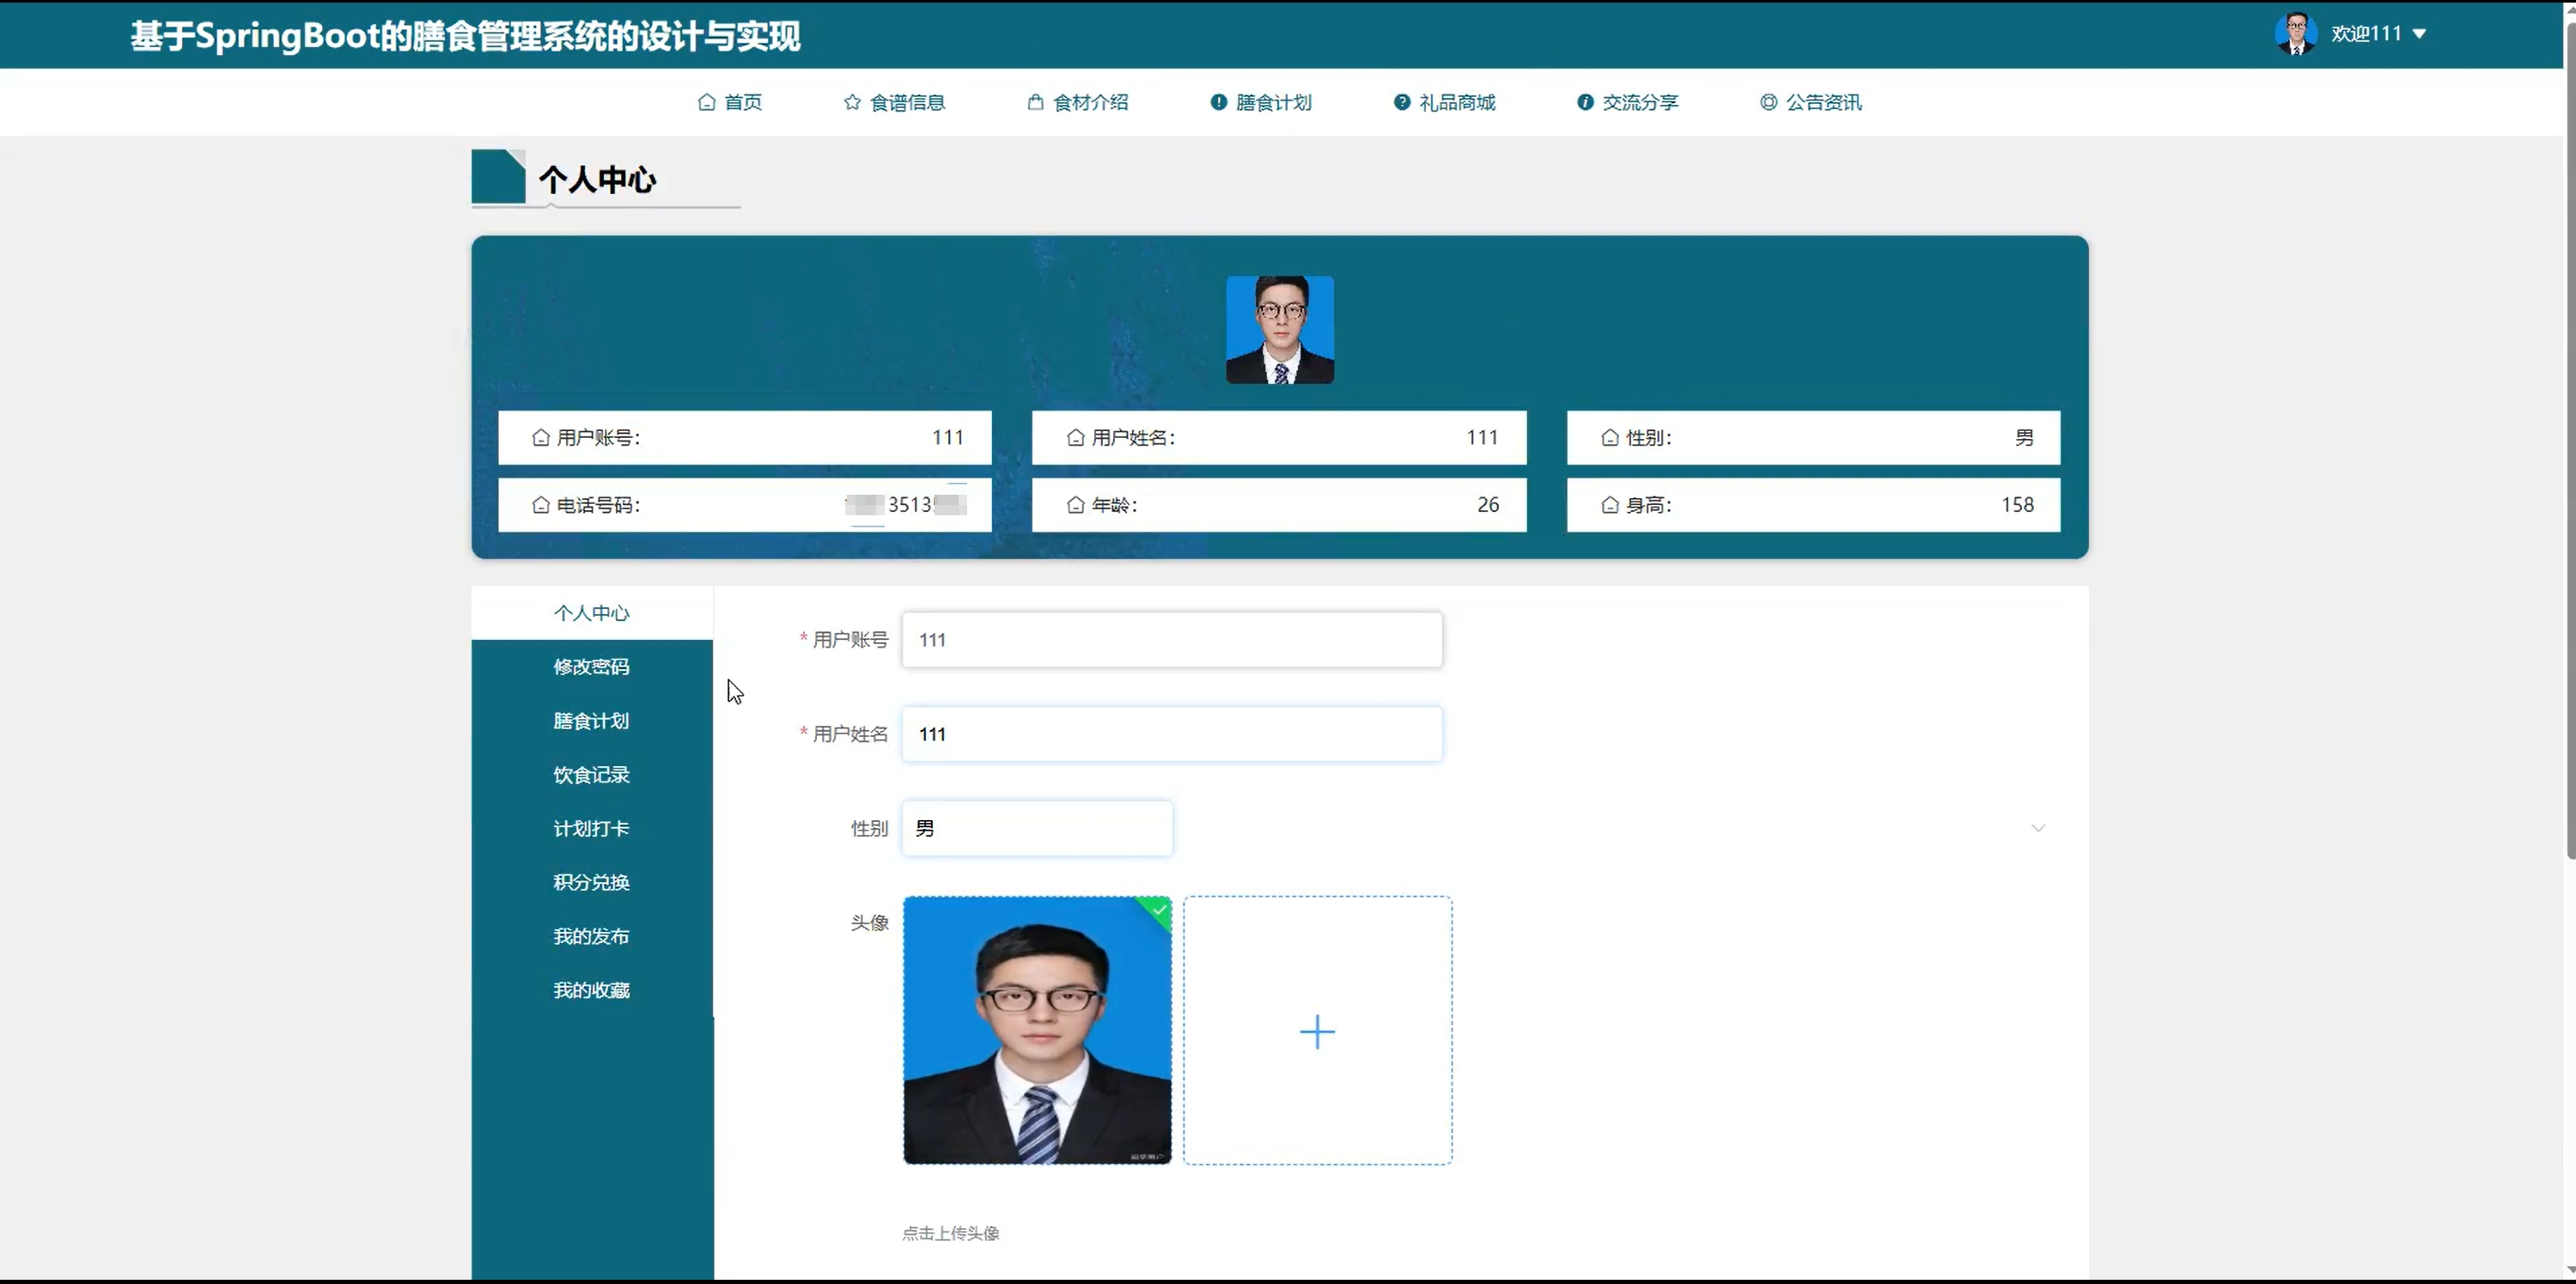 基于SpringBoot的膳食管理系统的设计与实现
欢迎111
首页 食谱信息 食材介绍 膳食计划 礼品商城 交流分享 公告资讯
个人中心
用户账号： 111 用户姓名： 111 性别： 男
电话号码： 3513 年龄： 26 身高： 158
个人中心
修改密码
膳食计划
饮食记录
计划打卡
积分兑换
我的发布
我的收藏
* 用户账号 111
* 用户姓名 111
性别 男
头像
点击上传头像